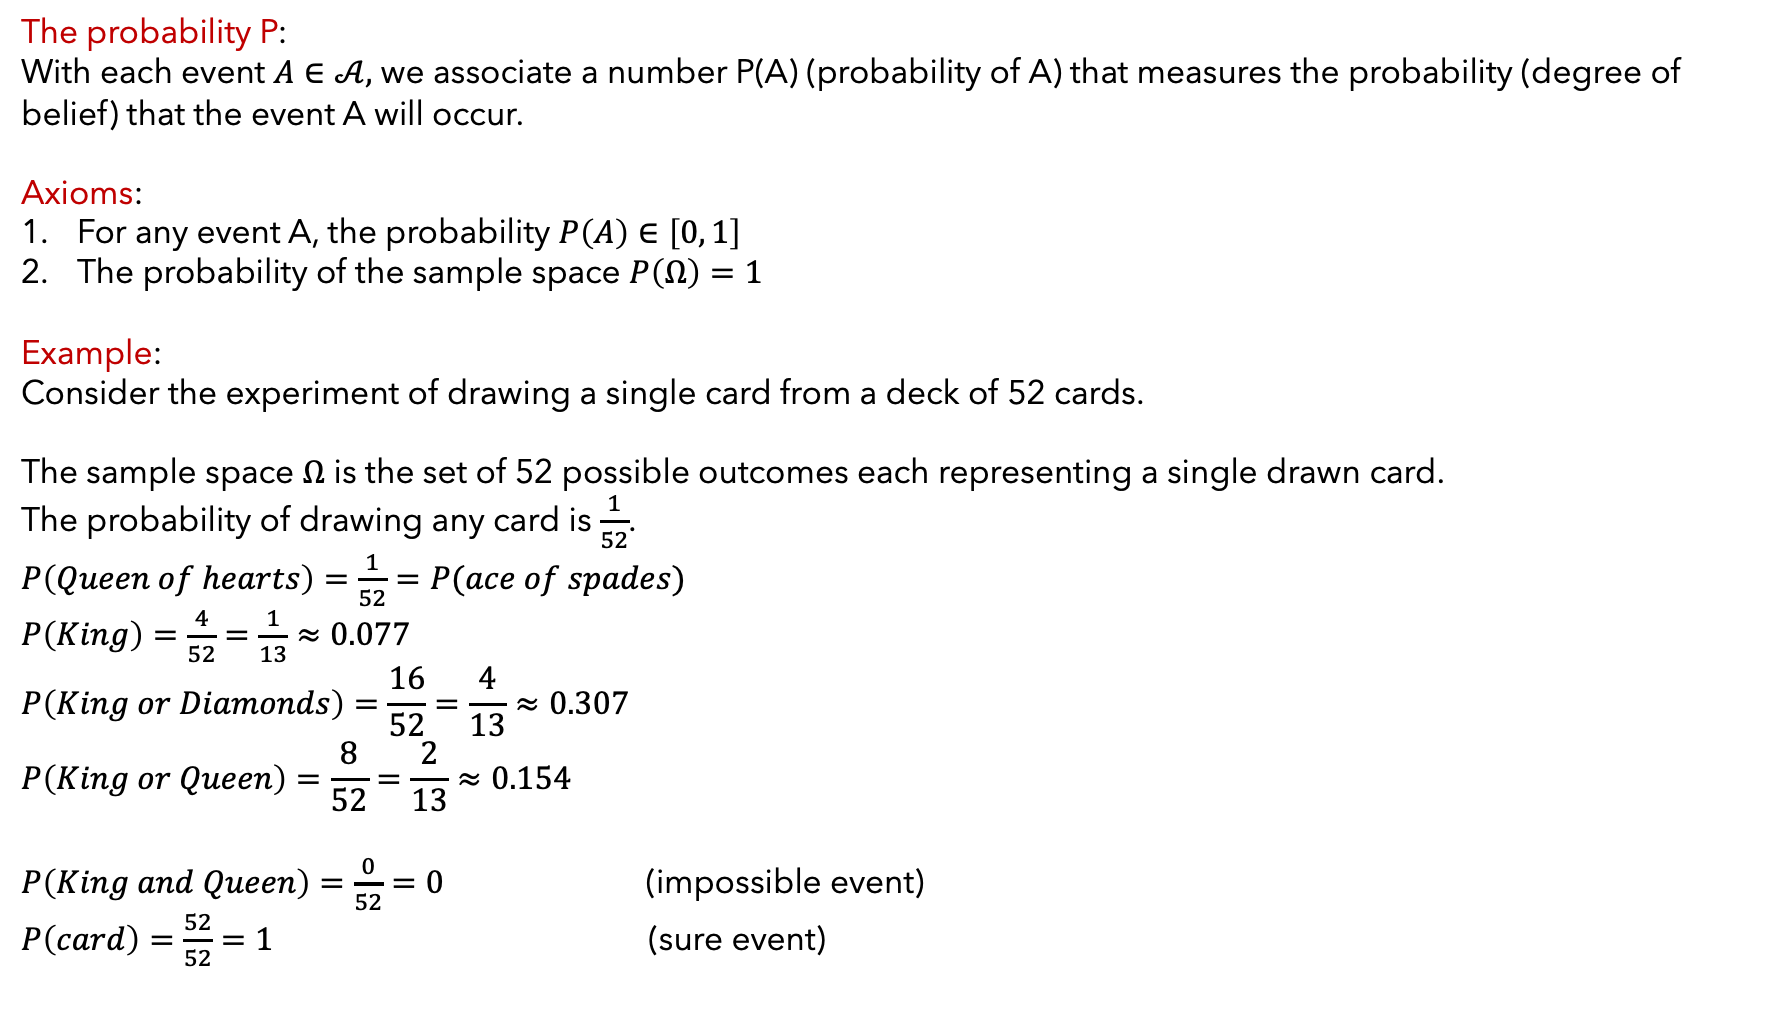 The probability P:
With each event A ∈ 𝒜, we associate a number P(A) (probability of A) that measures the probability (degree of
belief) that the event A will occur.
Axioms:
1. For any event A, the probability P(A) ∈ [0, 1]
2. The probability of the sample space P(Ω) = 1
Example:
Consider the experiment of drawing a single card from a deck of 52 cards.
The sample space Ω is the set of 52 possible outcomes each representing a single drawn card.
The probability of drawing any card is 1/52.
P(Queen of hearts) = 1/52 = P(ace of spades)
P(King) = 4/52 = 1/13 ≈ 0.077
P(King or Diamonds) = 16/52 = 4/13 ≈ 0.307
P(King or Queen) = 8/52 = 2/13 ≈ 0.154
P(King and Queen) = 0/52 = 0 (impossible event)
P(card) = 52/52 = 1 (sure event)